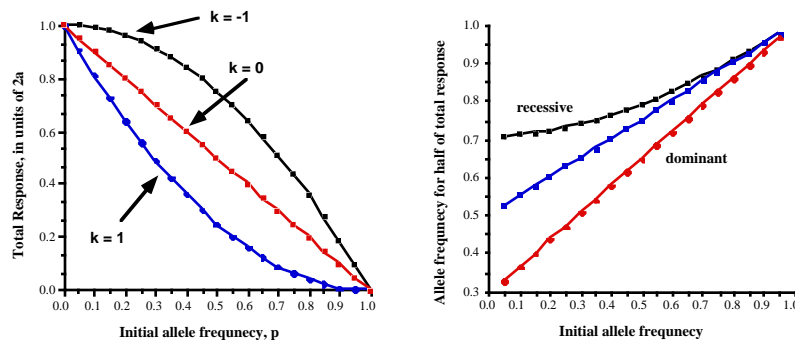 Total Response, in units of 2a
1.0
0.8
0.6
0.4
0.2
0.0
k = -1
k = 0
k = 1
0.0 0.1 0.2 0.3 0.4 0.5 0.6 0.7 0.8 0.9 1.0
Initial allele frequnecy, p
Allele frequnecy for half of total response
1.0
0.9
0.8
0.7
0.6
0.5
0.4
0.3
recessive
dominant
0.0 0.1 0.2 0.3 0.4 0.5 0.6 0.7 0.8 0.9 1.0
Initial allele frequnecy